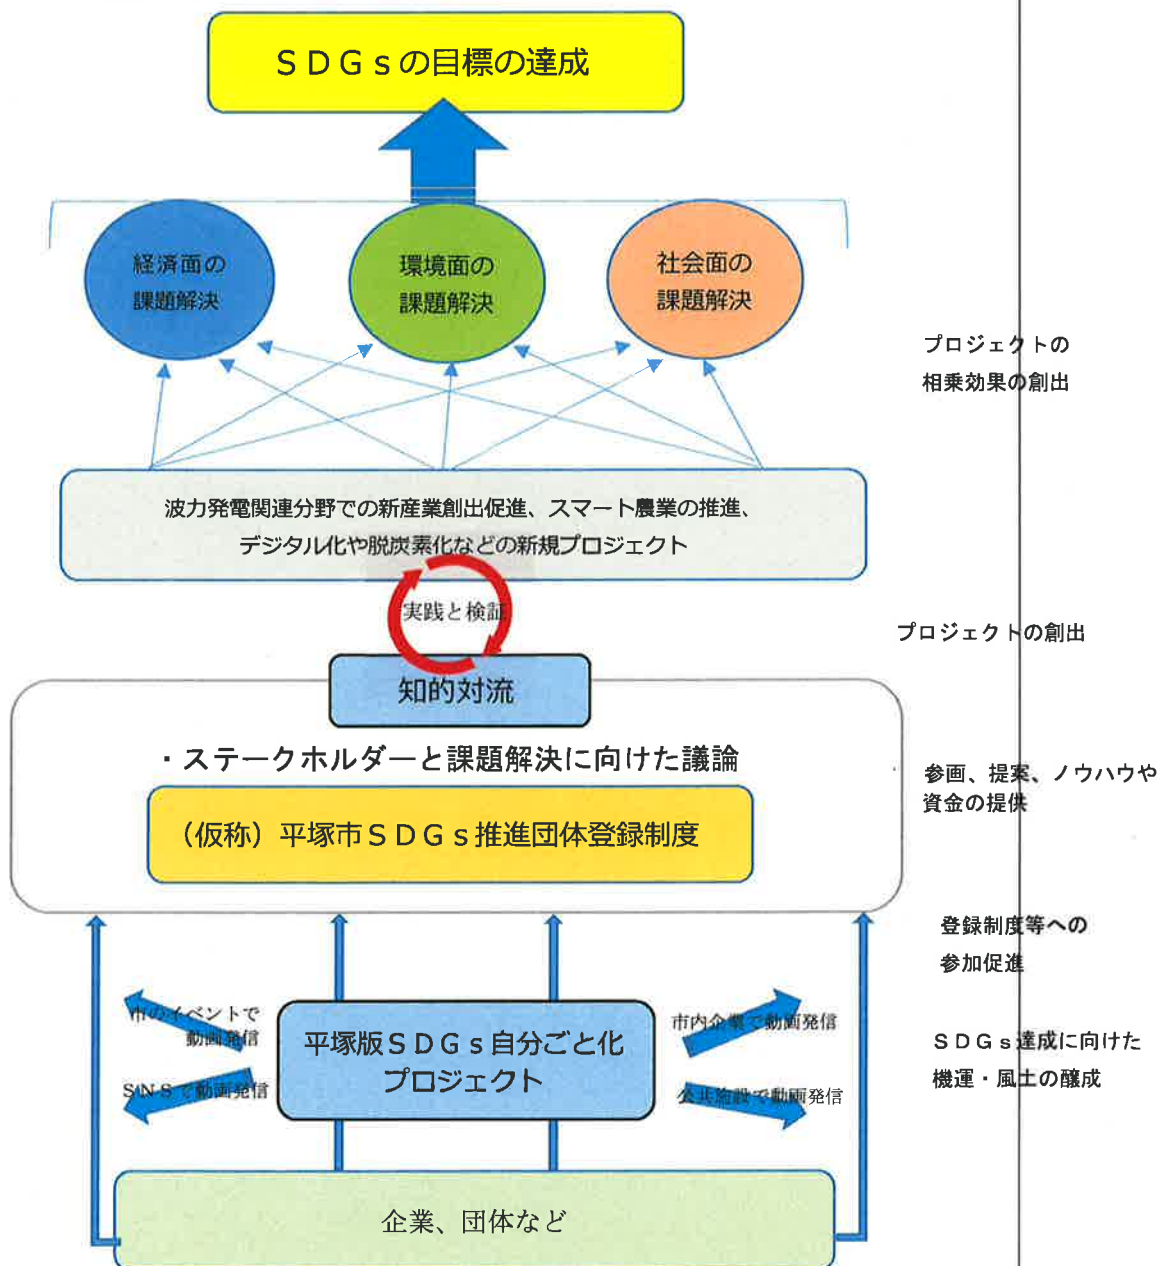 ＳＤＧｓの目標の達成
経済面の
課題解決
環境面の
課題解決
社会面の
課題解決
プロジェクトの
相乗効果の創出
波力発電関連分野での新産業創出促進、スマート農業の推進、
デジタル化や脱炭素化などの新規プロジェクト
実践と検証
プロジェクトの創出
知的対流
・ステークホルダーと課題解決に向けた議論
（仮称）平塚市ＳＤＧｓ推進団体登録制度
参画、提案、ノウハウや
資金の提供
登録制度等への
参加促進
市のイベントで
動画発信
ＳＮＳで動画発信
平塚版ＳＤＧｓ自分ごと化
プロジェクト
市内企業で動画発信
公共施設で動画発信
ＳＤＧｓ達成に向けた
機運・風土の醸成
企業、団体など